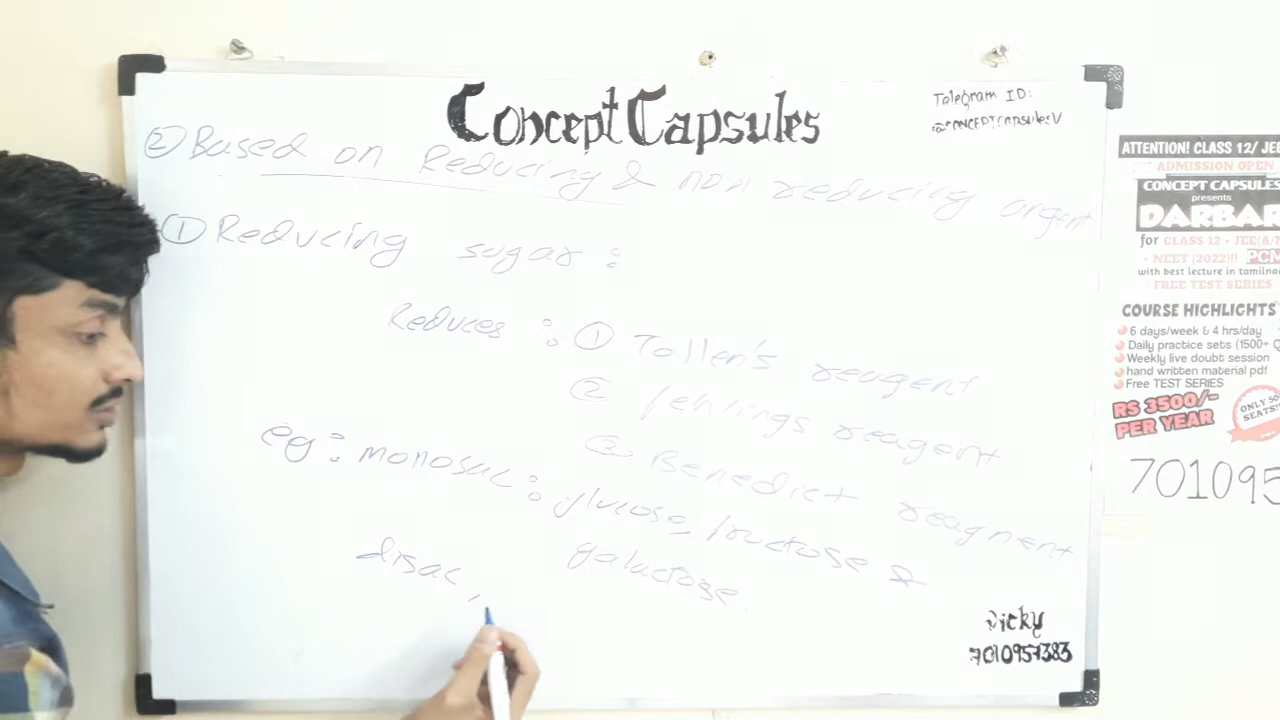 Concept Capsules
Telegram ID:
@CONCEPTCapsulesV
② Based on Reducing & non reducing argent
① Reducing sugar :
Reduces : ① Tollen's reagent
② fehlings reagent
③ Benedict reagnent
eg : monosac : glucose, fructose &
galactose.
disac
Vicky
7010957383
ATTENTION! CLASS 12/ JEE
ADMISSION OPEN
CONCEPT CAPSULES
presents
DARBAR
for CLASS 12 - JEE(A/M
- NEET (2022)!! PCM
with best lecture in tamilna
FREE TEST SERIES
COURSE HIGHLIGHTS
6 days/week & 4 hrs/day
Daily practice sets (1500+ Q
Weekly live doubt session
hand written material pdf
Free TEST SERIES
RS 3500/-
PER YEAR
ONLY 50
SEATS!!
701095